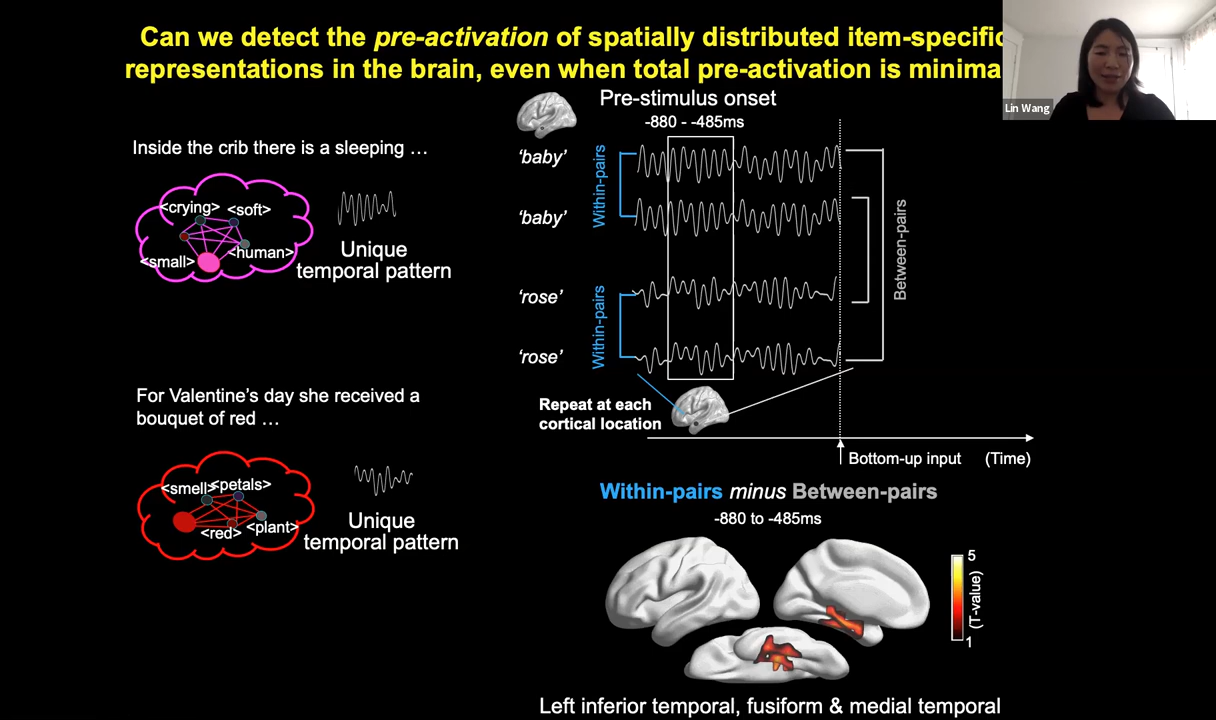 Can we detect the pre-activation of spatially distributed item-specific
representations in the brain, even when total pre-activation is
Lin Wang
Pre-stimulus onset
-880 - -485ms
Inside the crib there is a sleeping …
<crying>
<soft>
<small>
<human>
Unique
temporal pattern
'baby'
'baby'
'rose'
'rose'
Within-pairs
Within-pairs
Between-pairs
For Valentine's day she received a
bouquet of red …
<smell>
<petals>
<red>
<plant>
Unique
temporal pattern
Repeat at each
cortical location
Bottom-up input
(Time)
Within-pairs minus Between-pairs
-880 to -485ms
5
(T-value)
1
Left inferior temporal, fusiform & medial temporal